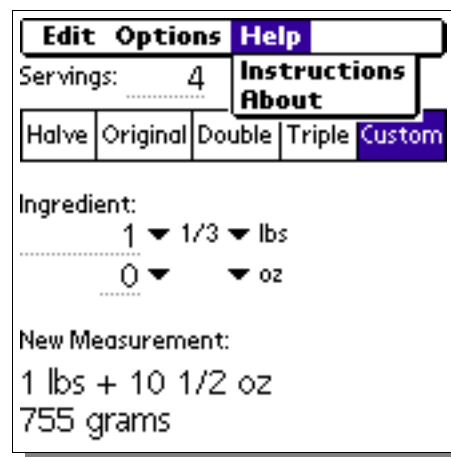 Edit Options Help
Servings: 4
Instructions
About
Halve Original Double Triple Custom
Ingredient:
1 1/3 lbs
0 oz
New Measurement:
1 lbs + 10 1/2 oz
755 grams